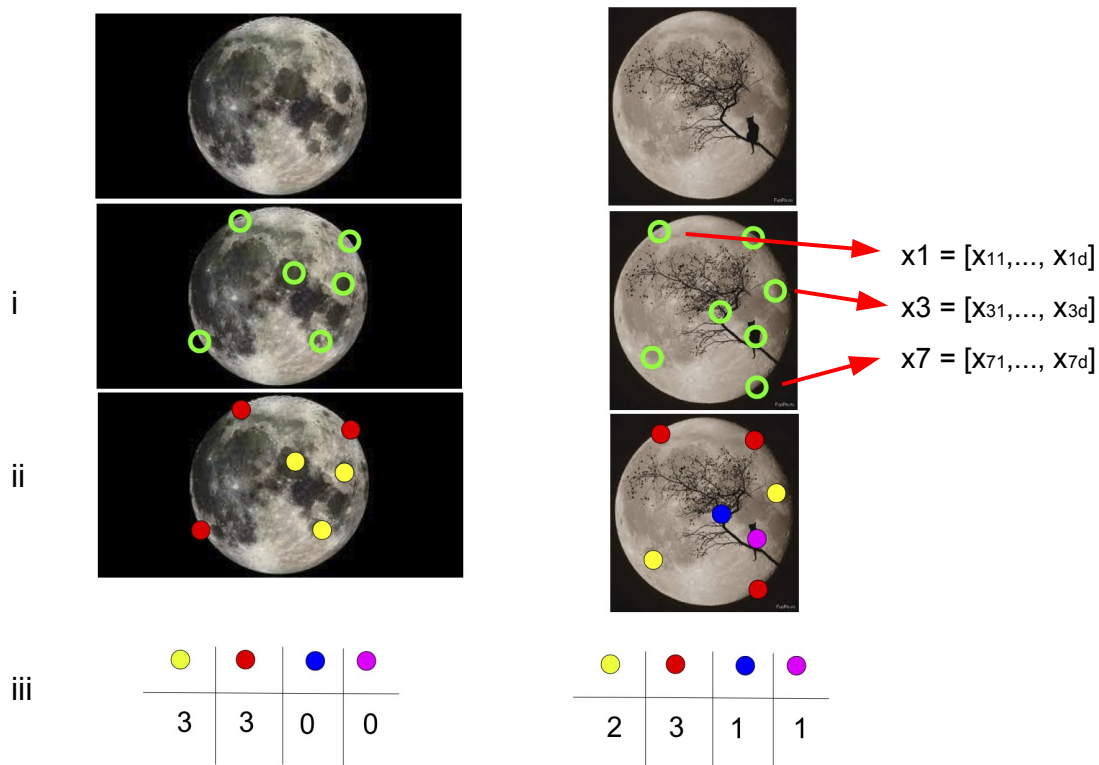 i
x1 = [x11,..., x1d]
x3 = [x31,..., x3d]
x7 = [x71,..., x7d]
ii
iii
3 3 0 0
2 3 1 1